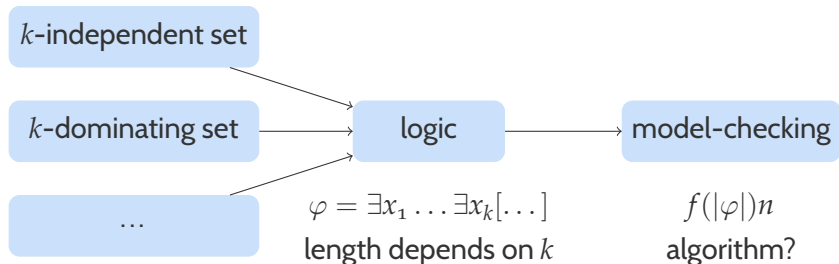 k-independent set
k-dominating set
...
logic
model-checking
φ = ∃x₁ … ∃xₖ[…]
length depends on k
f(|φ|)n
algorithm?